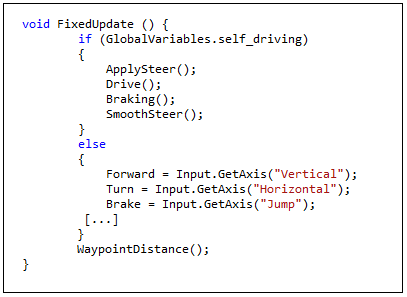 void FixedUpdate () {
if (GlobalVariables.self_driving)
{
ApplySteer();
Drive();
Braking();
SmoothSteer();
}
else
{
Forward = Input.GetAxis("Vertical");
Turn = Input.GetAxis("Horizontal");
Brake = Input.GetAxis("Jump");
[...]
}
WaypointDistance();
}